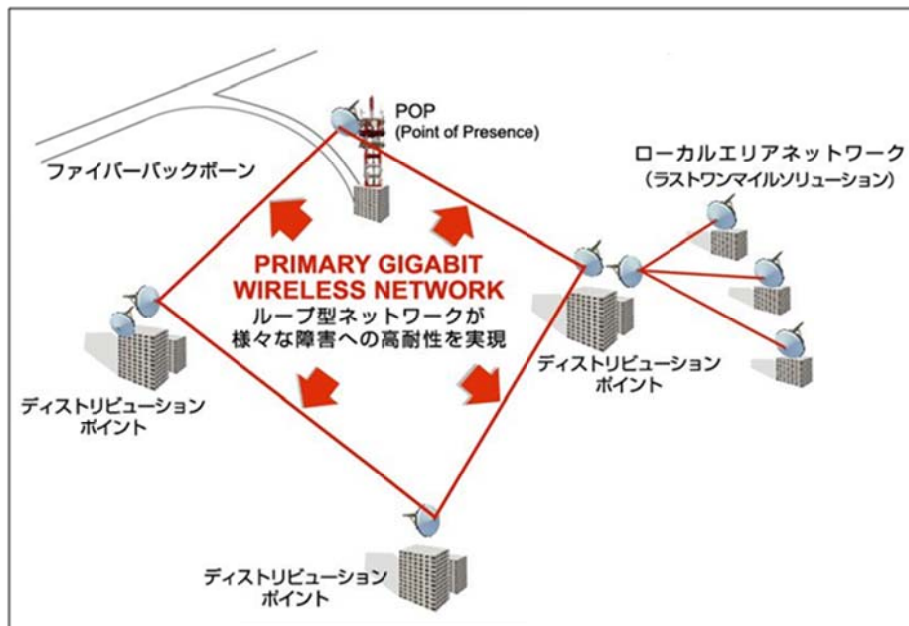 POP
(Point of Presence)
ファイバーバックボーン
ローカルエリアネットワーク
（ラストワンマイルソリューション）
PRIMARY GIGABIT
WIRELESS NETWORK
ループ型ネットワークが
様々な障害への高耐性を実現
ディストリビューション
ポイント
ディストリビューション
ポイント
ディストリビューション
ポイント